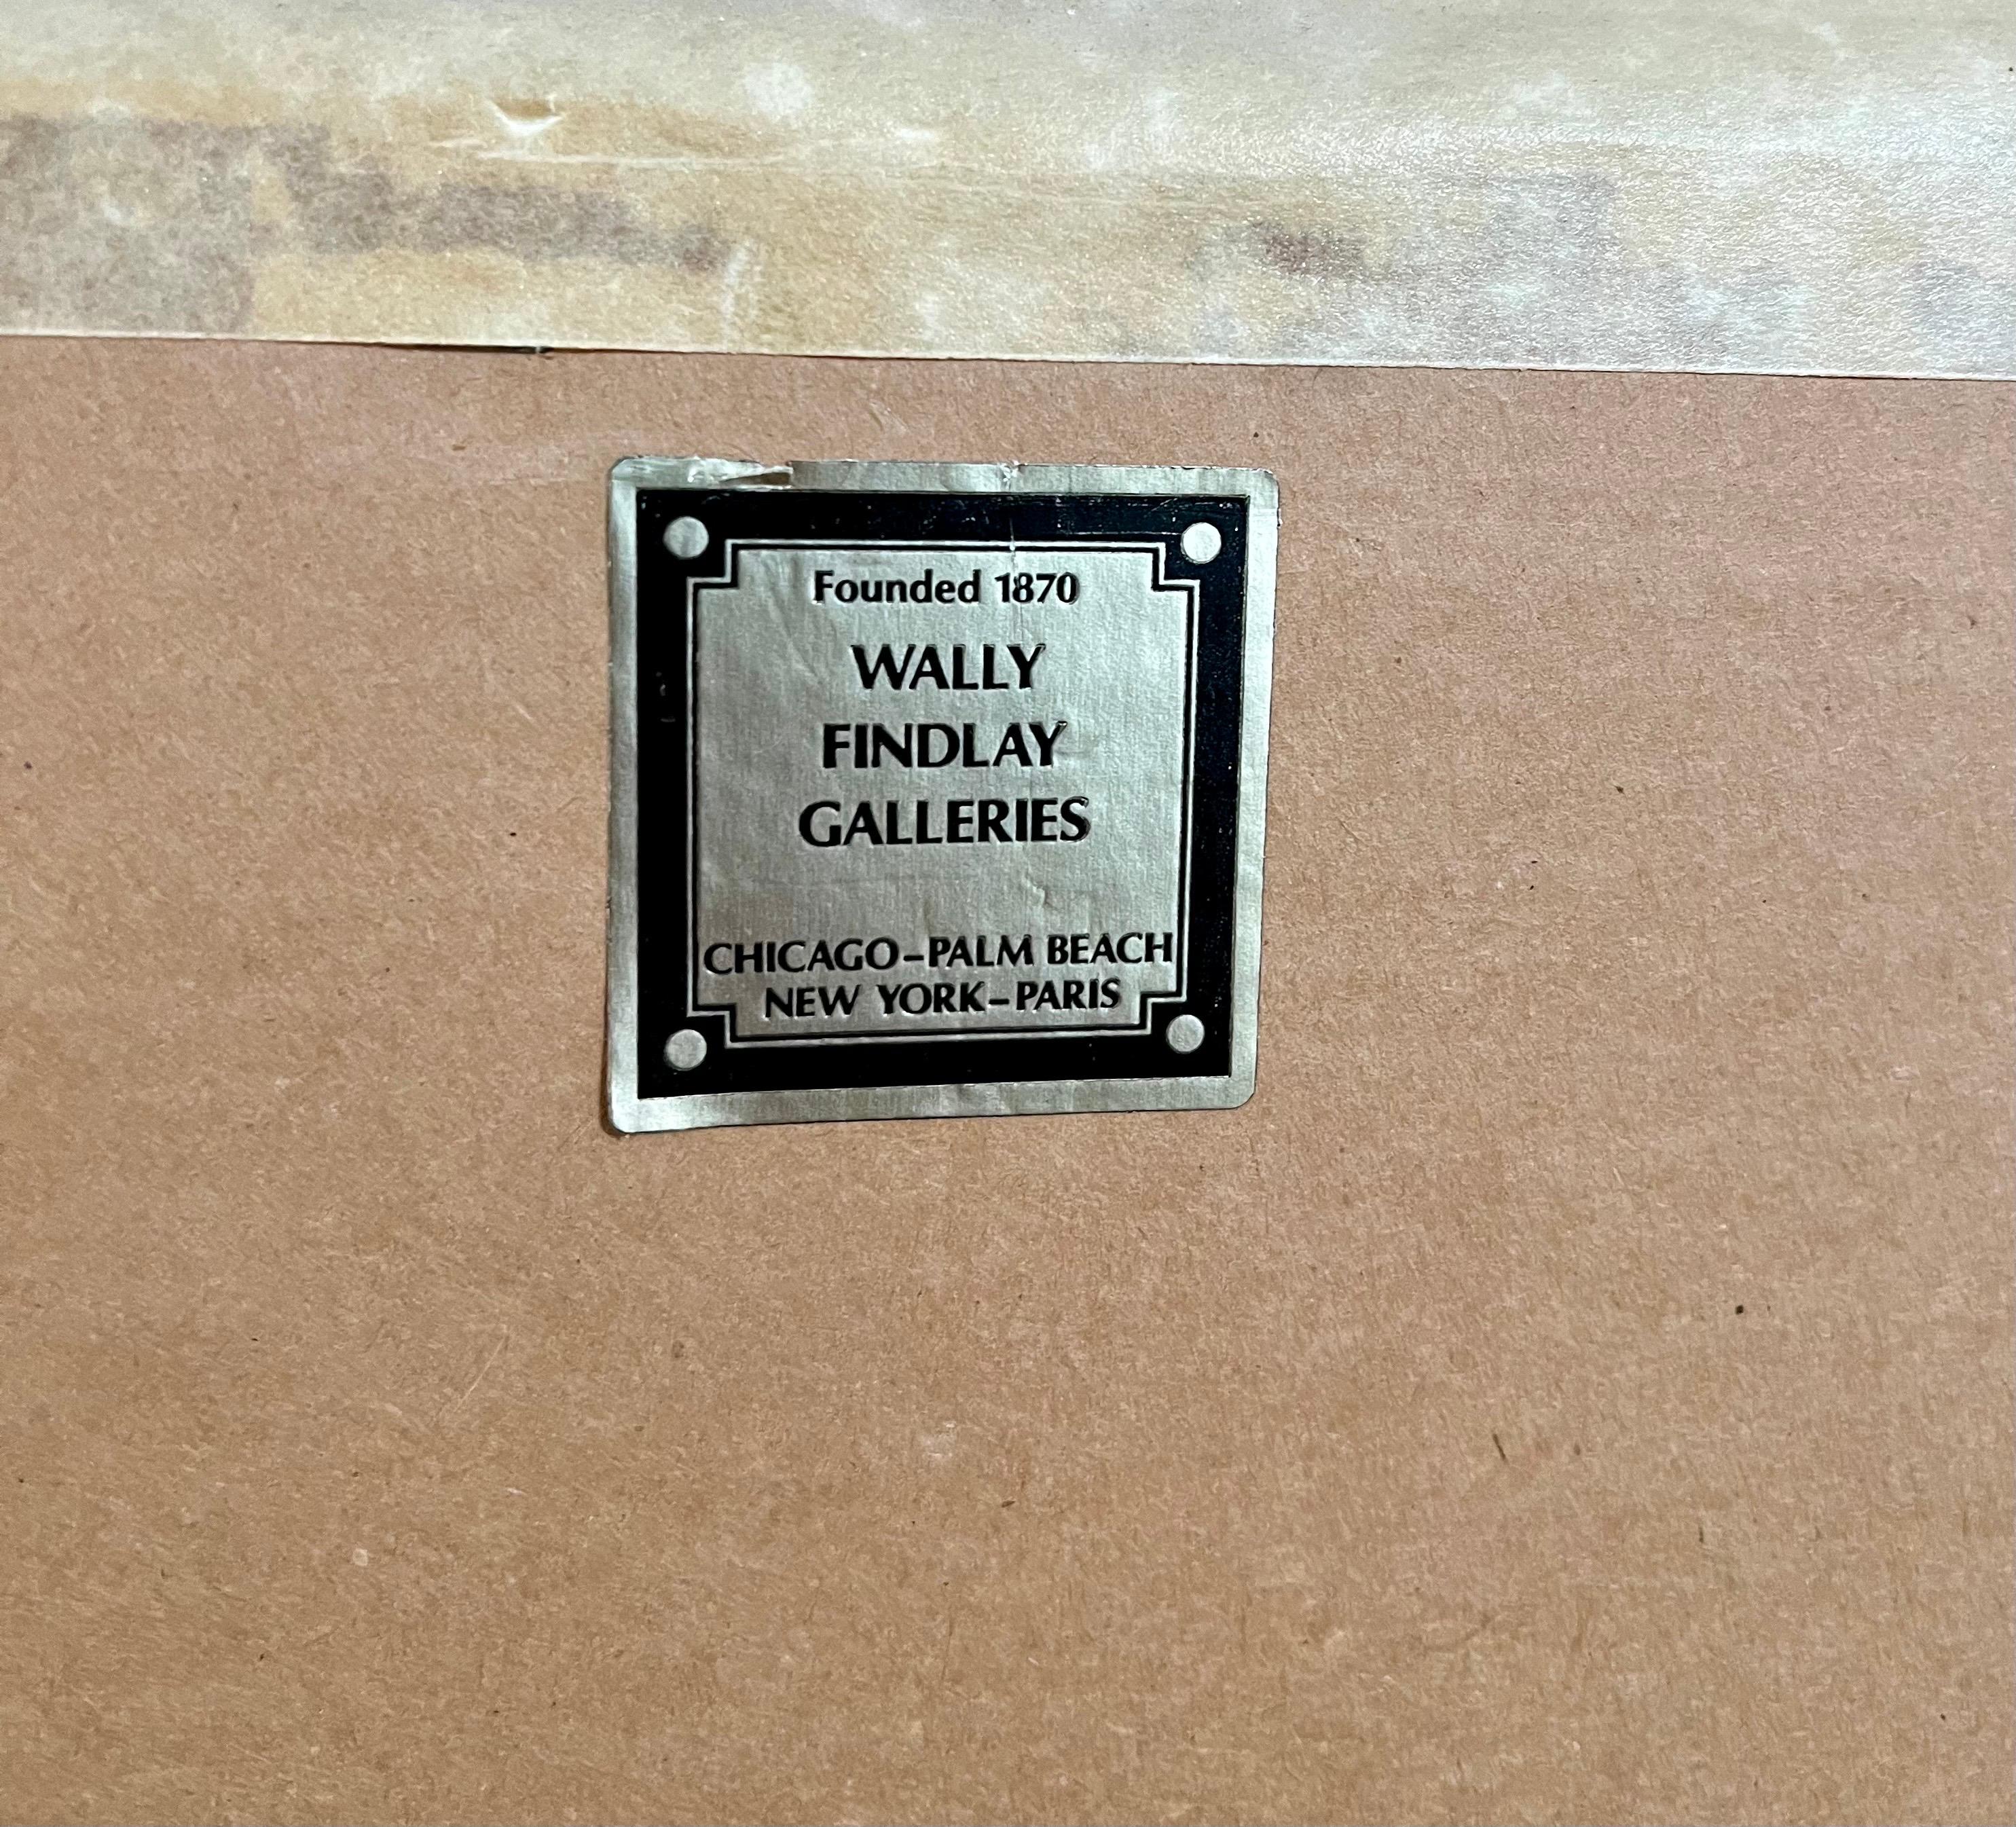 Founded 1870
WALLY
FINDLAY
GALLERIES
CHICAGO–PALM BEACH
NEW YORK–PARIS